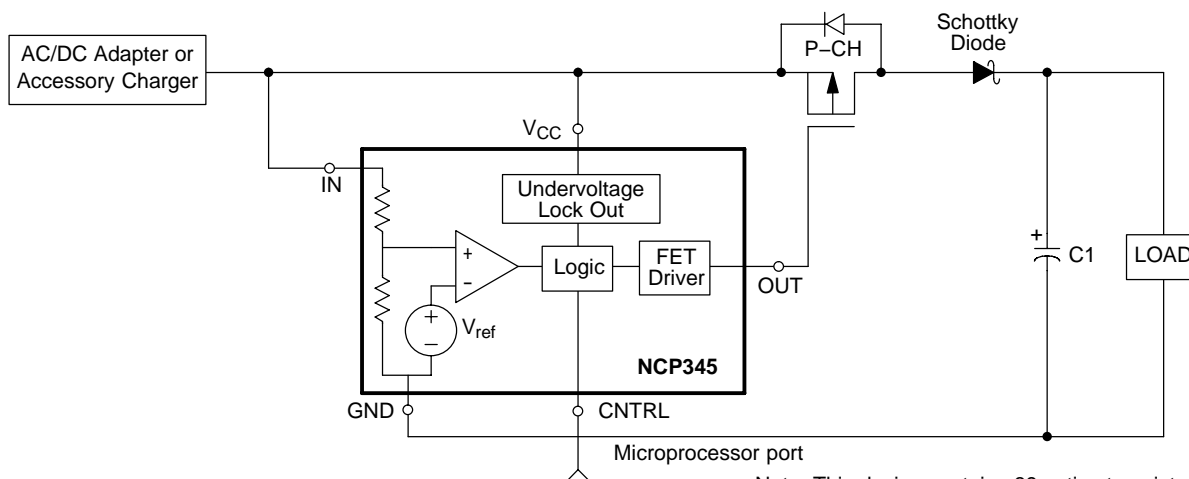 AC/DC Adapter or
Accessory Charger
P–CH
Schottky
Diode
VCC
IN
Undervoltage
Lock Out
+
–
Logic
FET
Driver
OUT
+
–
Vref
NCP345
+
C1
LOAD
GND
CNTRL
Microprocessor port